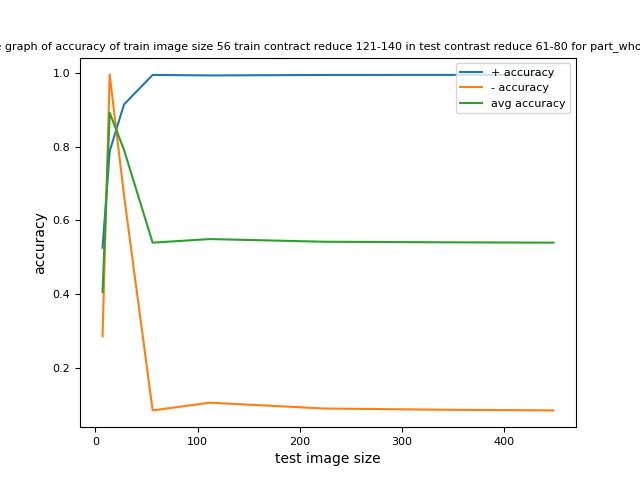 graph of accuracy of train image size 56 train contract reduce 121-140 in test contrast reduce 61-80 for
+ accuracy
- accuracy
avg accuracy
accuracy
1.0
0.8
0.6
0.4
0.2
0
100
200
300
400
test image size